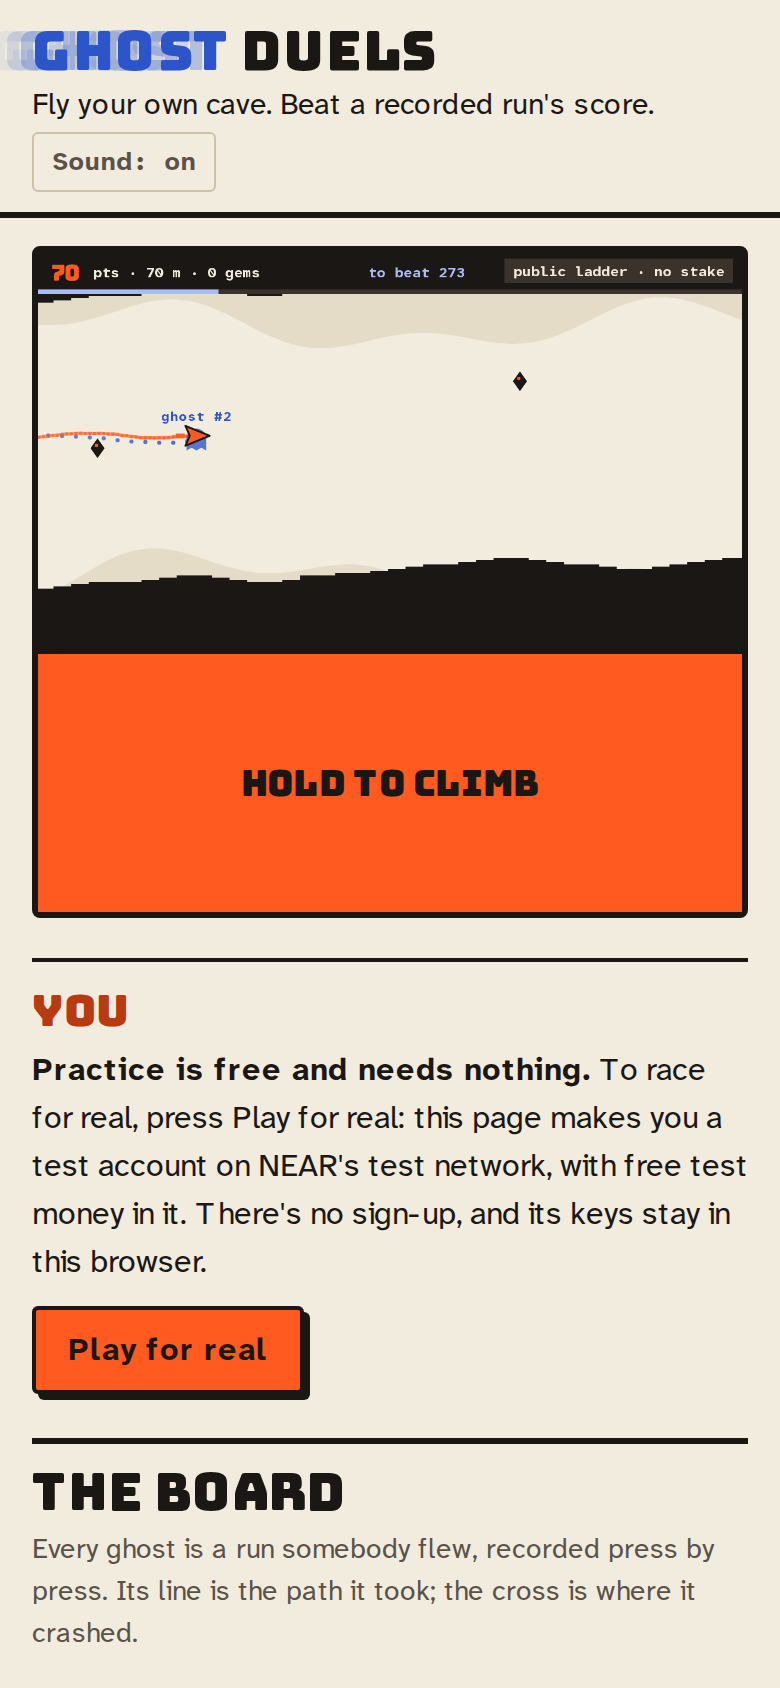 GHOST DUELS
Fly your own cave. Beat a recorded run's score.
Sound: on
70 pts · 70 m · 0 gems to beat 273 public ladder · no stake
ghost #2
HOLD TO CLIMB
YOU
Practice is free and needs nothing. To race
for real, press Play for real: this page makes you a
test account on NEAR's test network, with free test
money in it. There's no sign-up, and its keys stay in
this browser.
Play for real
THE BOARD
Every ghost is a run somebody flew, recorded press by
press. Its line is the path it took; the cross is where it
crashed.